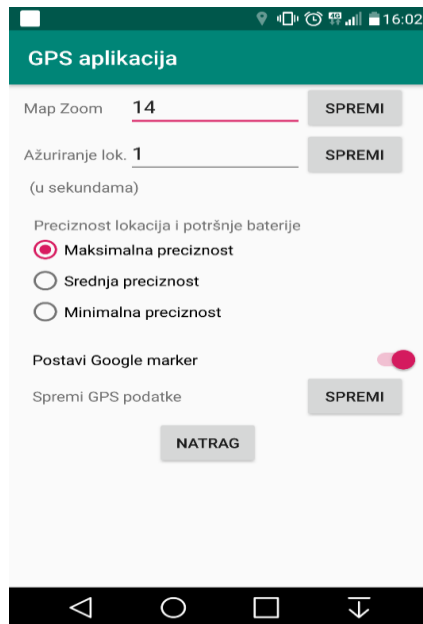 16:02
GPS aplikacija
Map Zoom 14 SPREMI
Ažuriranje lok. 1 SPREMI
(u sekundama)
Preciznost lokacija i potršnje baterije
Maksimalna preciznost
Srednja preciznost
Minimalna preciznost
Postavi Google marker
Spremi GPS podatke SPREMI
NATRAG